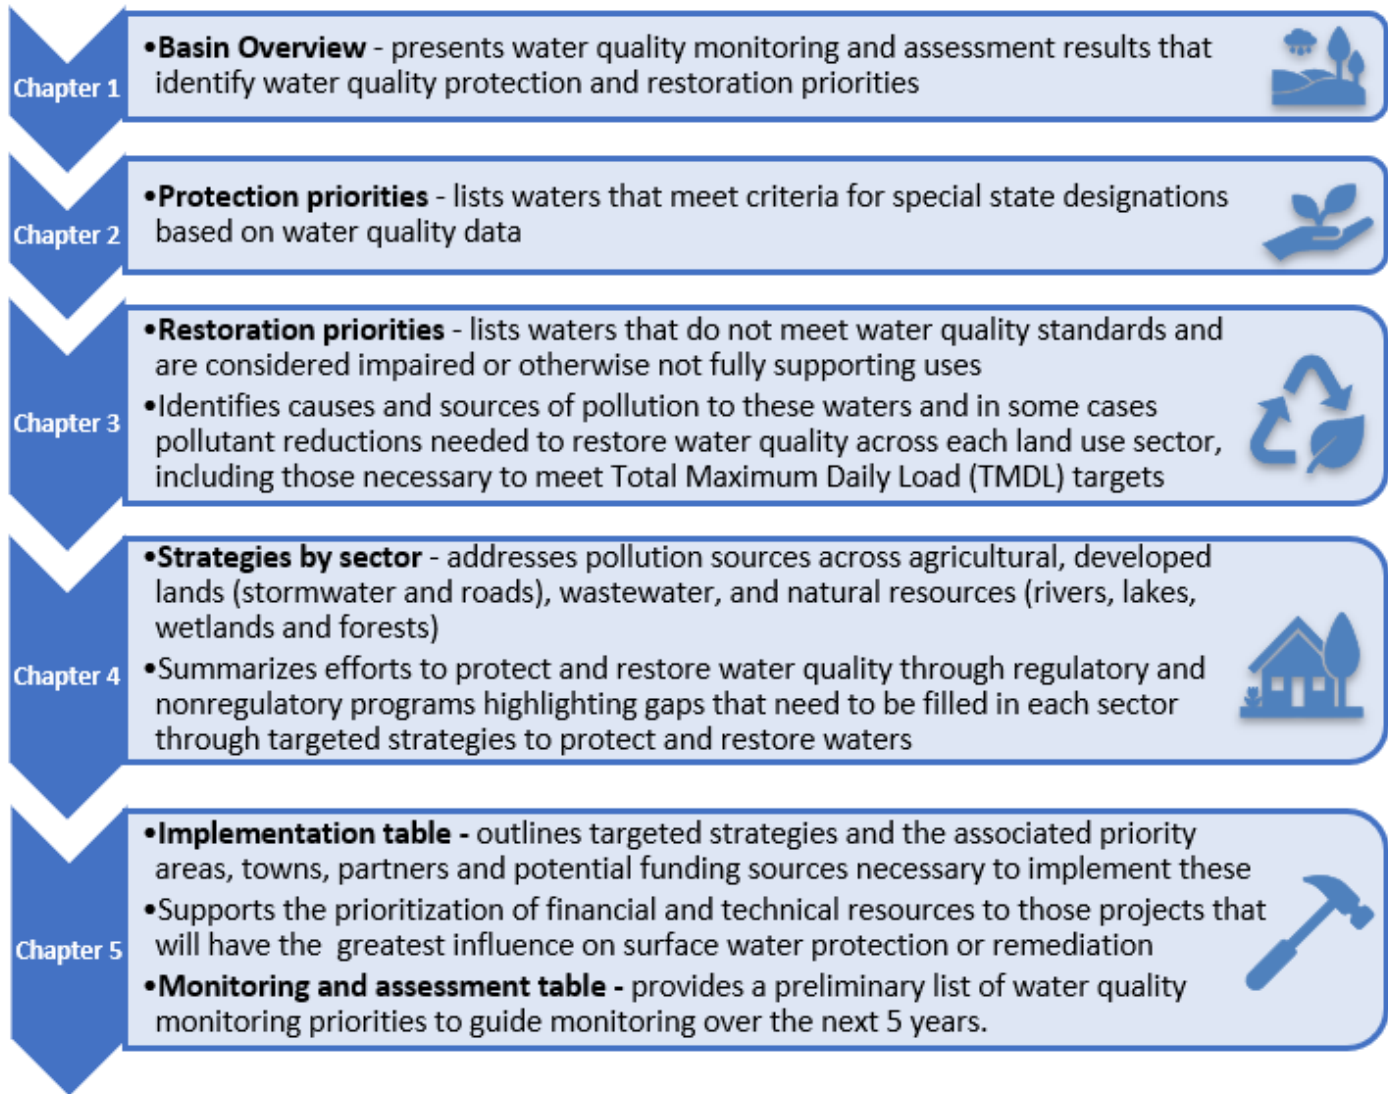 Chapter 1
•Basin Overview - presents water quality monitoring and assessment results that
identify water quality protection and restoration priorities
Chapter 2
•Protection priorities - lists waters that meet criteria for special state designations
based on water quality data
Chapter 3
•Restoration priorities - lists waters that do not meet water quality standards and
are considered impaired or otherwise not fully supporting uses
•Identifies causes and sources of pollution to these waters and in some cases
pollutant reductions needed to restore water quality across each land use sector,
including those necessary to meet Total Maximum Daily Load (TMDL) targets
Chapter 4
•Strategies by sector - addresses pollution sources across agricultural, developed
lands (stormwater and roads), wastewater, and natural resources (rivers, lakes,
wetlands and forests)
•Summarizes efforts to protect and restore water quality through regulatory and
nonregulatory programs highlighting gaps that need to be filled in each sector
through targeted strategies to protect and restore waters
Chapter 5
•Implementation table - outlines targeted strategies and the associated priority
areas, towns, partners and potential funding sources necessary to implement these
•Supports the prioritization of financial and technical resources to those projects that
will have the  greatest influence on surface water protection or remediation
•Monitoring and assessment table - provides a preliminary list of water quality
monitoring priorities to guide monitoring over the next 5 years.